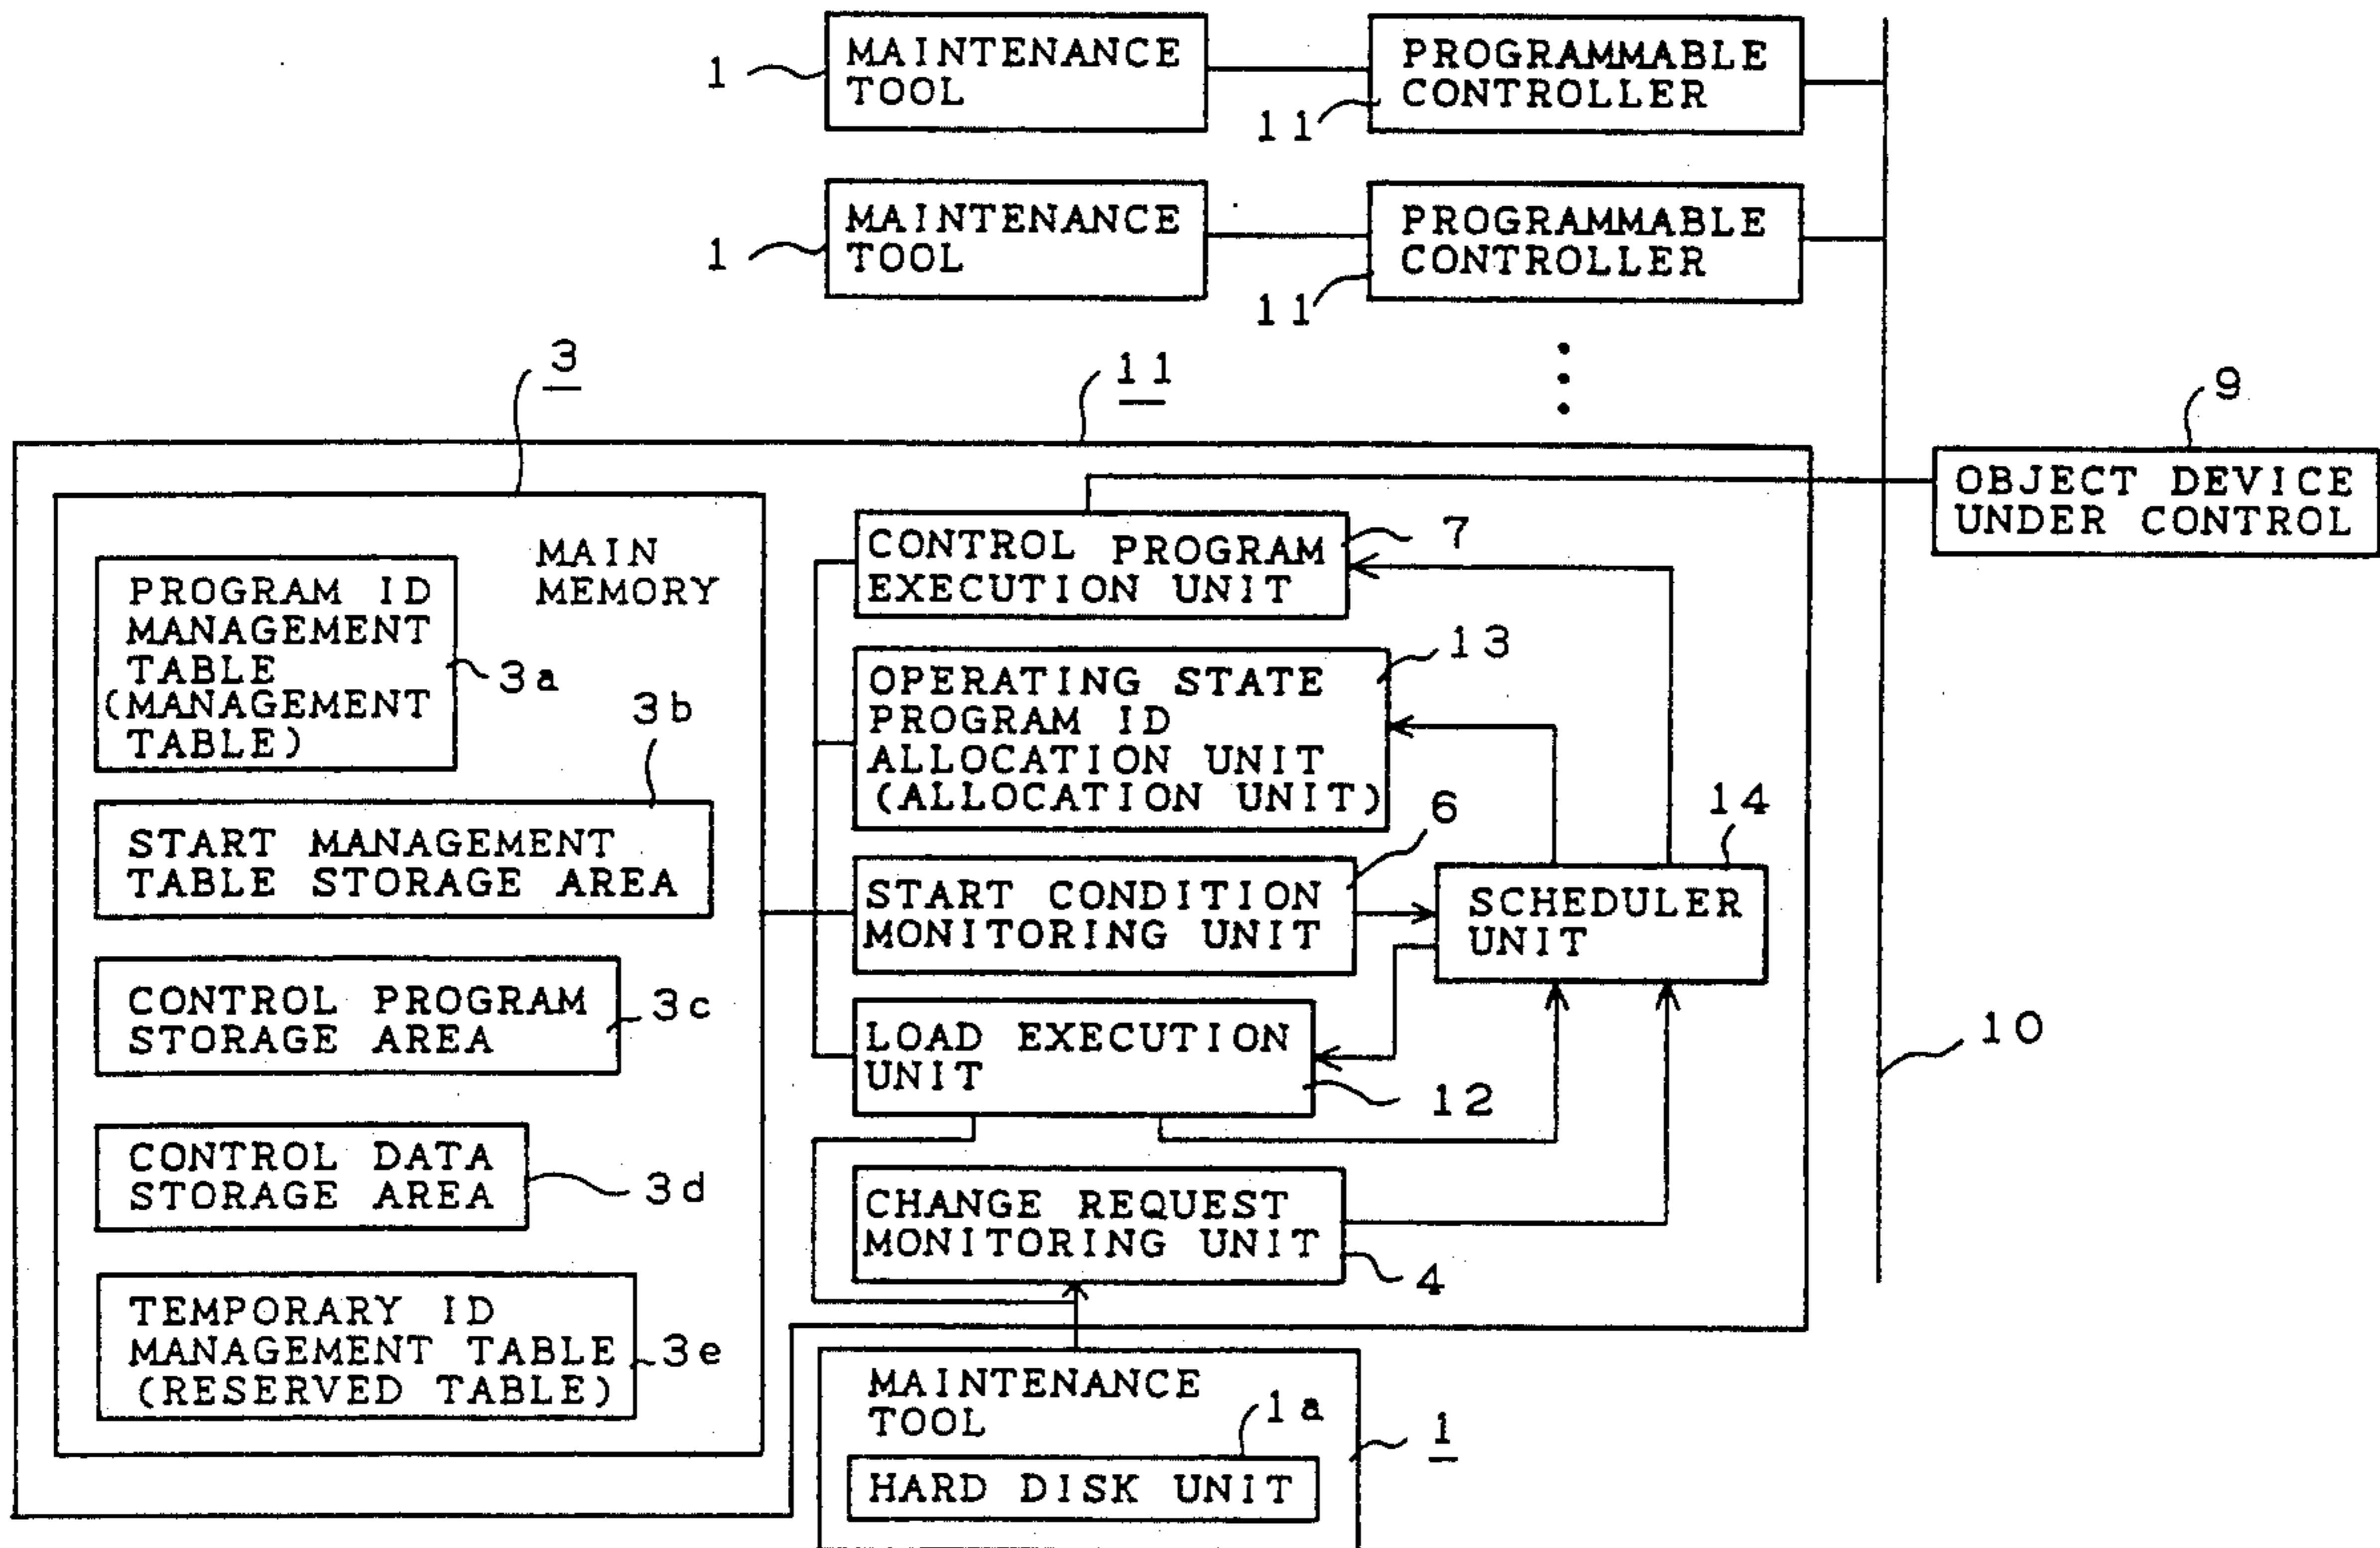 1
MAINTENANCE
TOOL
11
PROGRAMMABLE
CONTROLLER
1
MAINTENANCE
TOOL
11
PROGRAMMABLE
CONTROLLER
3
11
9
OBJECT DEVICE
UNDER CONTROL
MAIN
MEMORY
PROGRAM ID
MANAGEMENT
TABLE
(MANAGEMENT
TABLE)
3a
3b
START MANAGEMENT
TABLE STORAGE AREA
CONTROL PROGRAM
STORAGE AREA
3c
CONTROL DATA
STORAGE AREA
3d
TEMPORARY ID
MANAGEMENT TABLE
(RESERVED TABLE)
3e
CONTROL PROGRAM
EXECUTION UNIT
7
OPERATING STATE
PROGRAM ID
ALLOCATION UNIT
(ALLOCATION UNIT)
13
START CONDITION
MONITORING UNIT
6
SCHEDULER
UNIT
14
LOAD EXECUTION
UNIT
12
CHANGE REQUEST
MONITORING UNIT
4
10
MAINTENANCE
TOOL
1a
HARD DISK UNIT
1